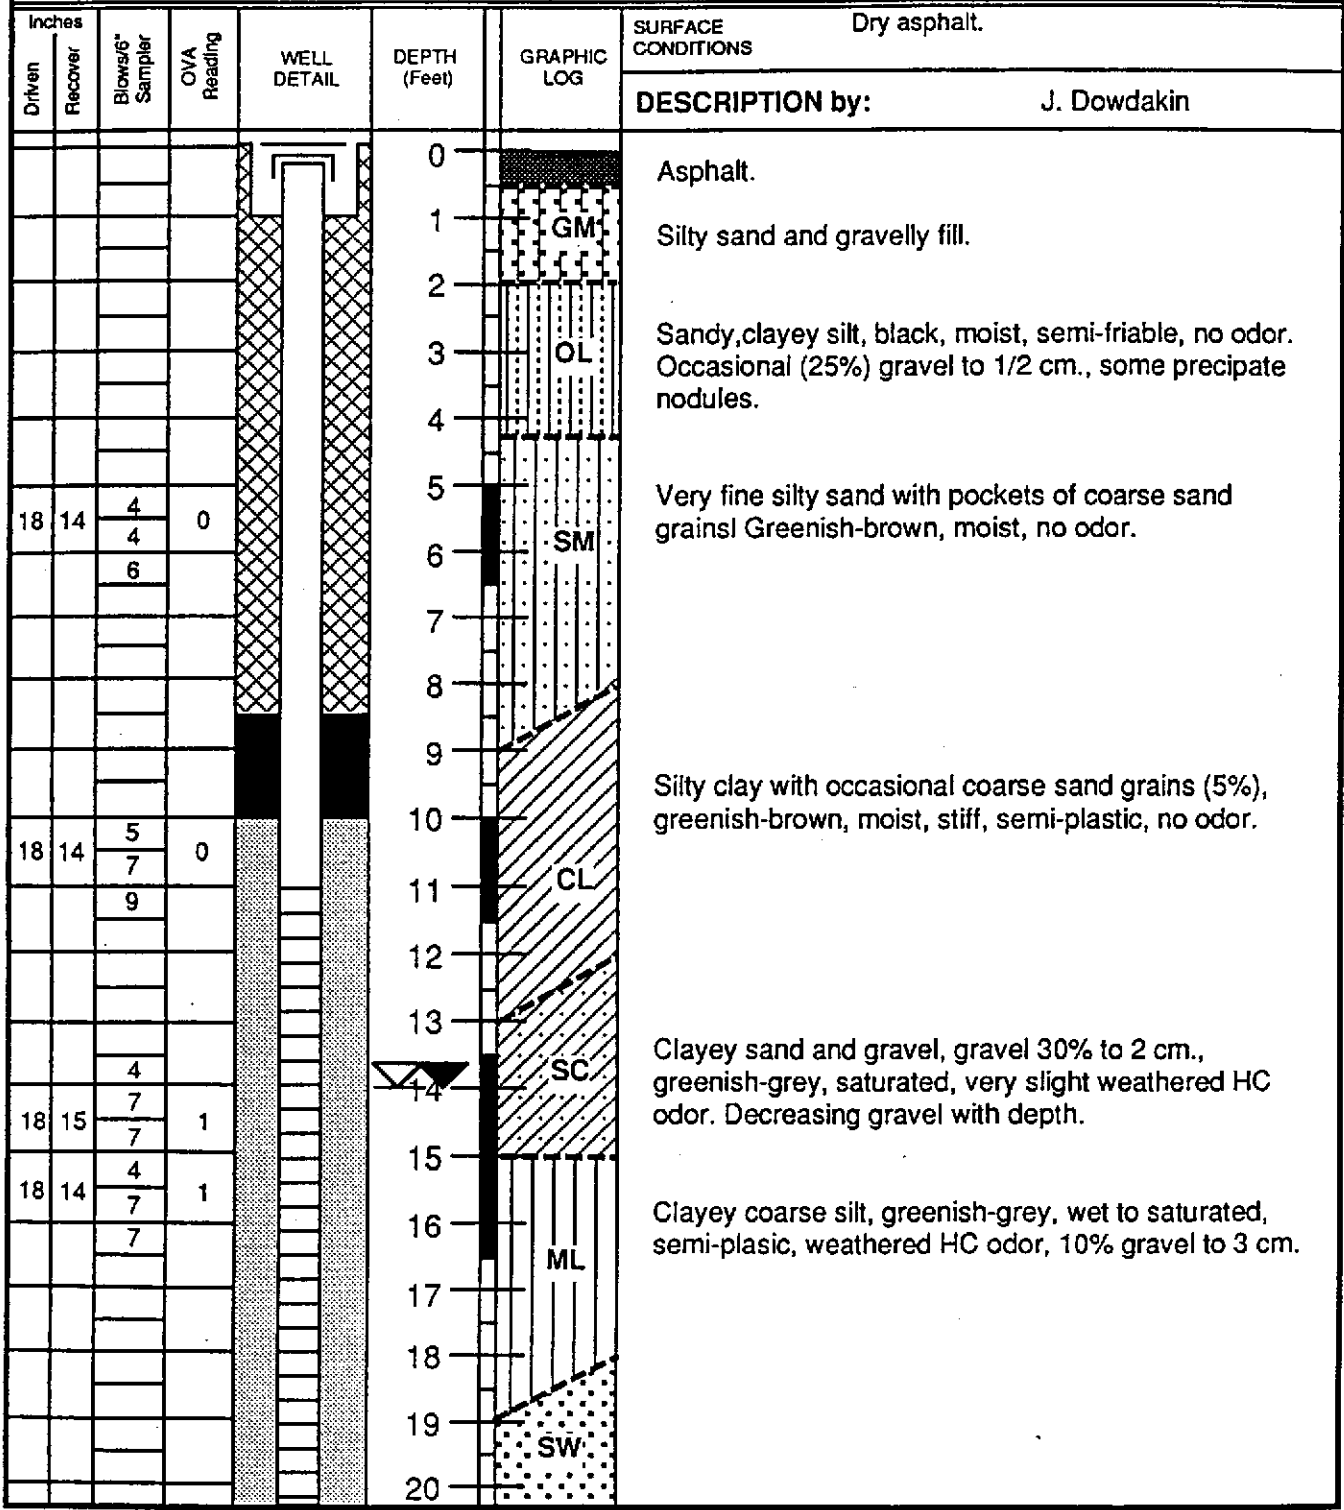 Inches
Driven
Recover
Blows/6"
Sampler
OVA
Reading
WELL
DETAIL
DEPTH
(Feet)
GRAPHIC
LOG
SURFACE
CONDITIONS
Dry asphalt.
DESCRIPTION by: J. Dowdakin
0
Asphalt.
1
GM
Silty sand and gravelly fill.
2
Sandy,clayey silt, black, moist, semi-friable, no odor.
3
OL
Occasional (25%) gravel to 1/2 cm., some precipate
nodules.
4
5
Very fine silty sand with pockets of coarse sand
18 14 4 0
4
SM
grainsl Greenish-brown, moist, no odor.
6
6
7
8
9
Silty clay with occasional coarse sand grains (5%),
10
greenish-brown, moist, stiff, semi-plastic, no odor.
18 14 5 0
7
11
CL
9
12
13
Clayey sand and gravel, gravel 30% to 2 cm.,
4
SC
greenish-grey, saturated, very slight weathered HC
14
7
odor. Decreasing gravel with depth.
18 15 1
7
15
4
18 14 1
7
Clayey coarse silt, greenish-grey, wet to saturated,
16
7
semi-plasic, weathered HC odor, 10% gravel to 3 cm.
ML
17
18
19
SW
20